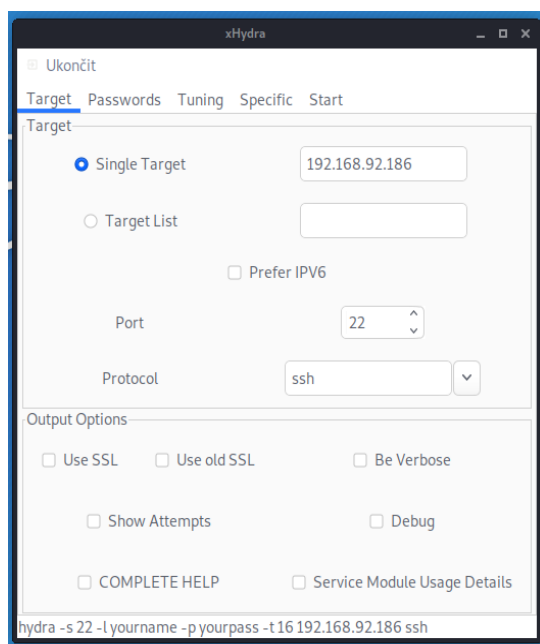 xHydra
Ukončit
Target Passwords Tuning Specific Start
Target
Single Target 192.168.92.186
Target List
Prefer IPV6
Port 22
Protocol ssh
Output Options
Use SSL Use old SSL Be Verbose
Show Attempts Debug
COMPLETE HELP Service Module Usage Details
hydra -s 22 -l yourname -p yourpass -t 16 192.168.92.186 ssh